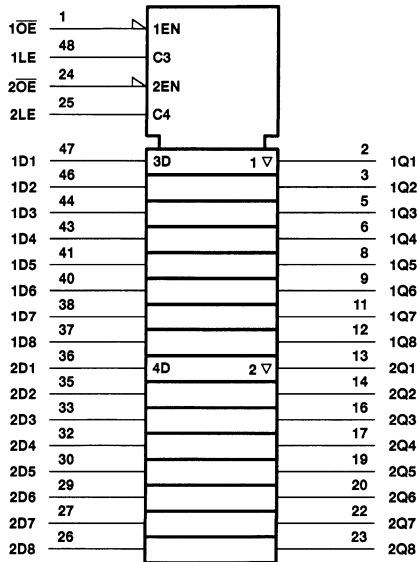 1O̅E̅ 1 1EN
1LE 48 C3
2O̅E̅ 24 2EN
2LE 25 C4
1D1 47 3D 1 ▽ 2 1Q1
1D2 46 3 1Q2
1D3 44 5 1Q3
1D4 43 6 1Q4
1D5 41 8 1Q5
1D6 40 9 1Q6
1D7 38 11 1Q7
1D8 37 12 1Q8
2D1 36 4D 2 ▽ 13 2Q1
2D2 35 14 2Q2
2D3 33 16 2Q3
2D4 32 17 2Q4
2D5 30 19 2Q5
2D6 29 20 2Q6
2D7 27 22 2Q7
2D8 26 23 2Q8